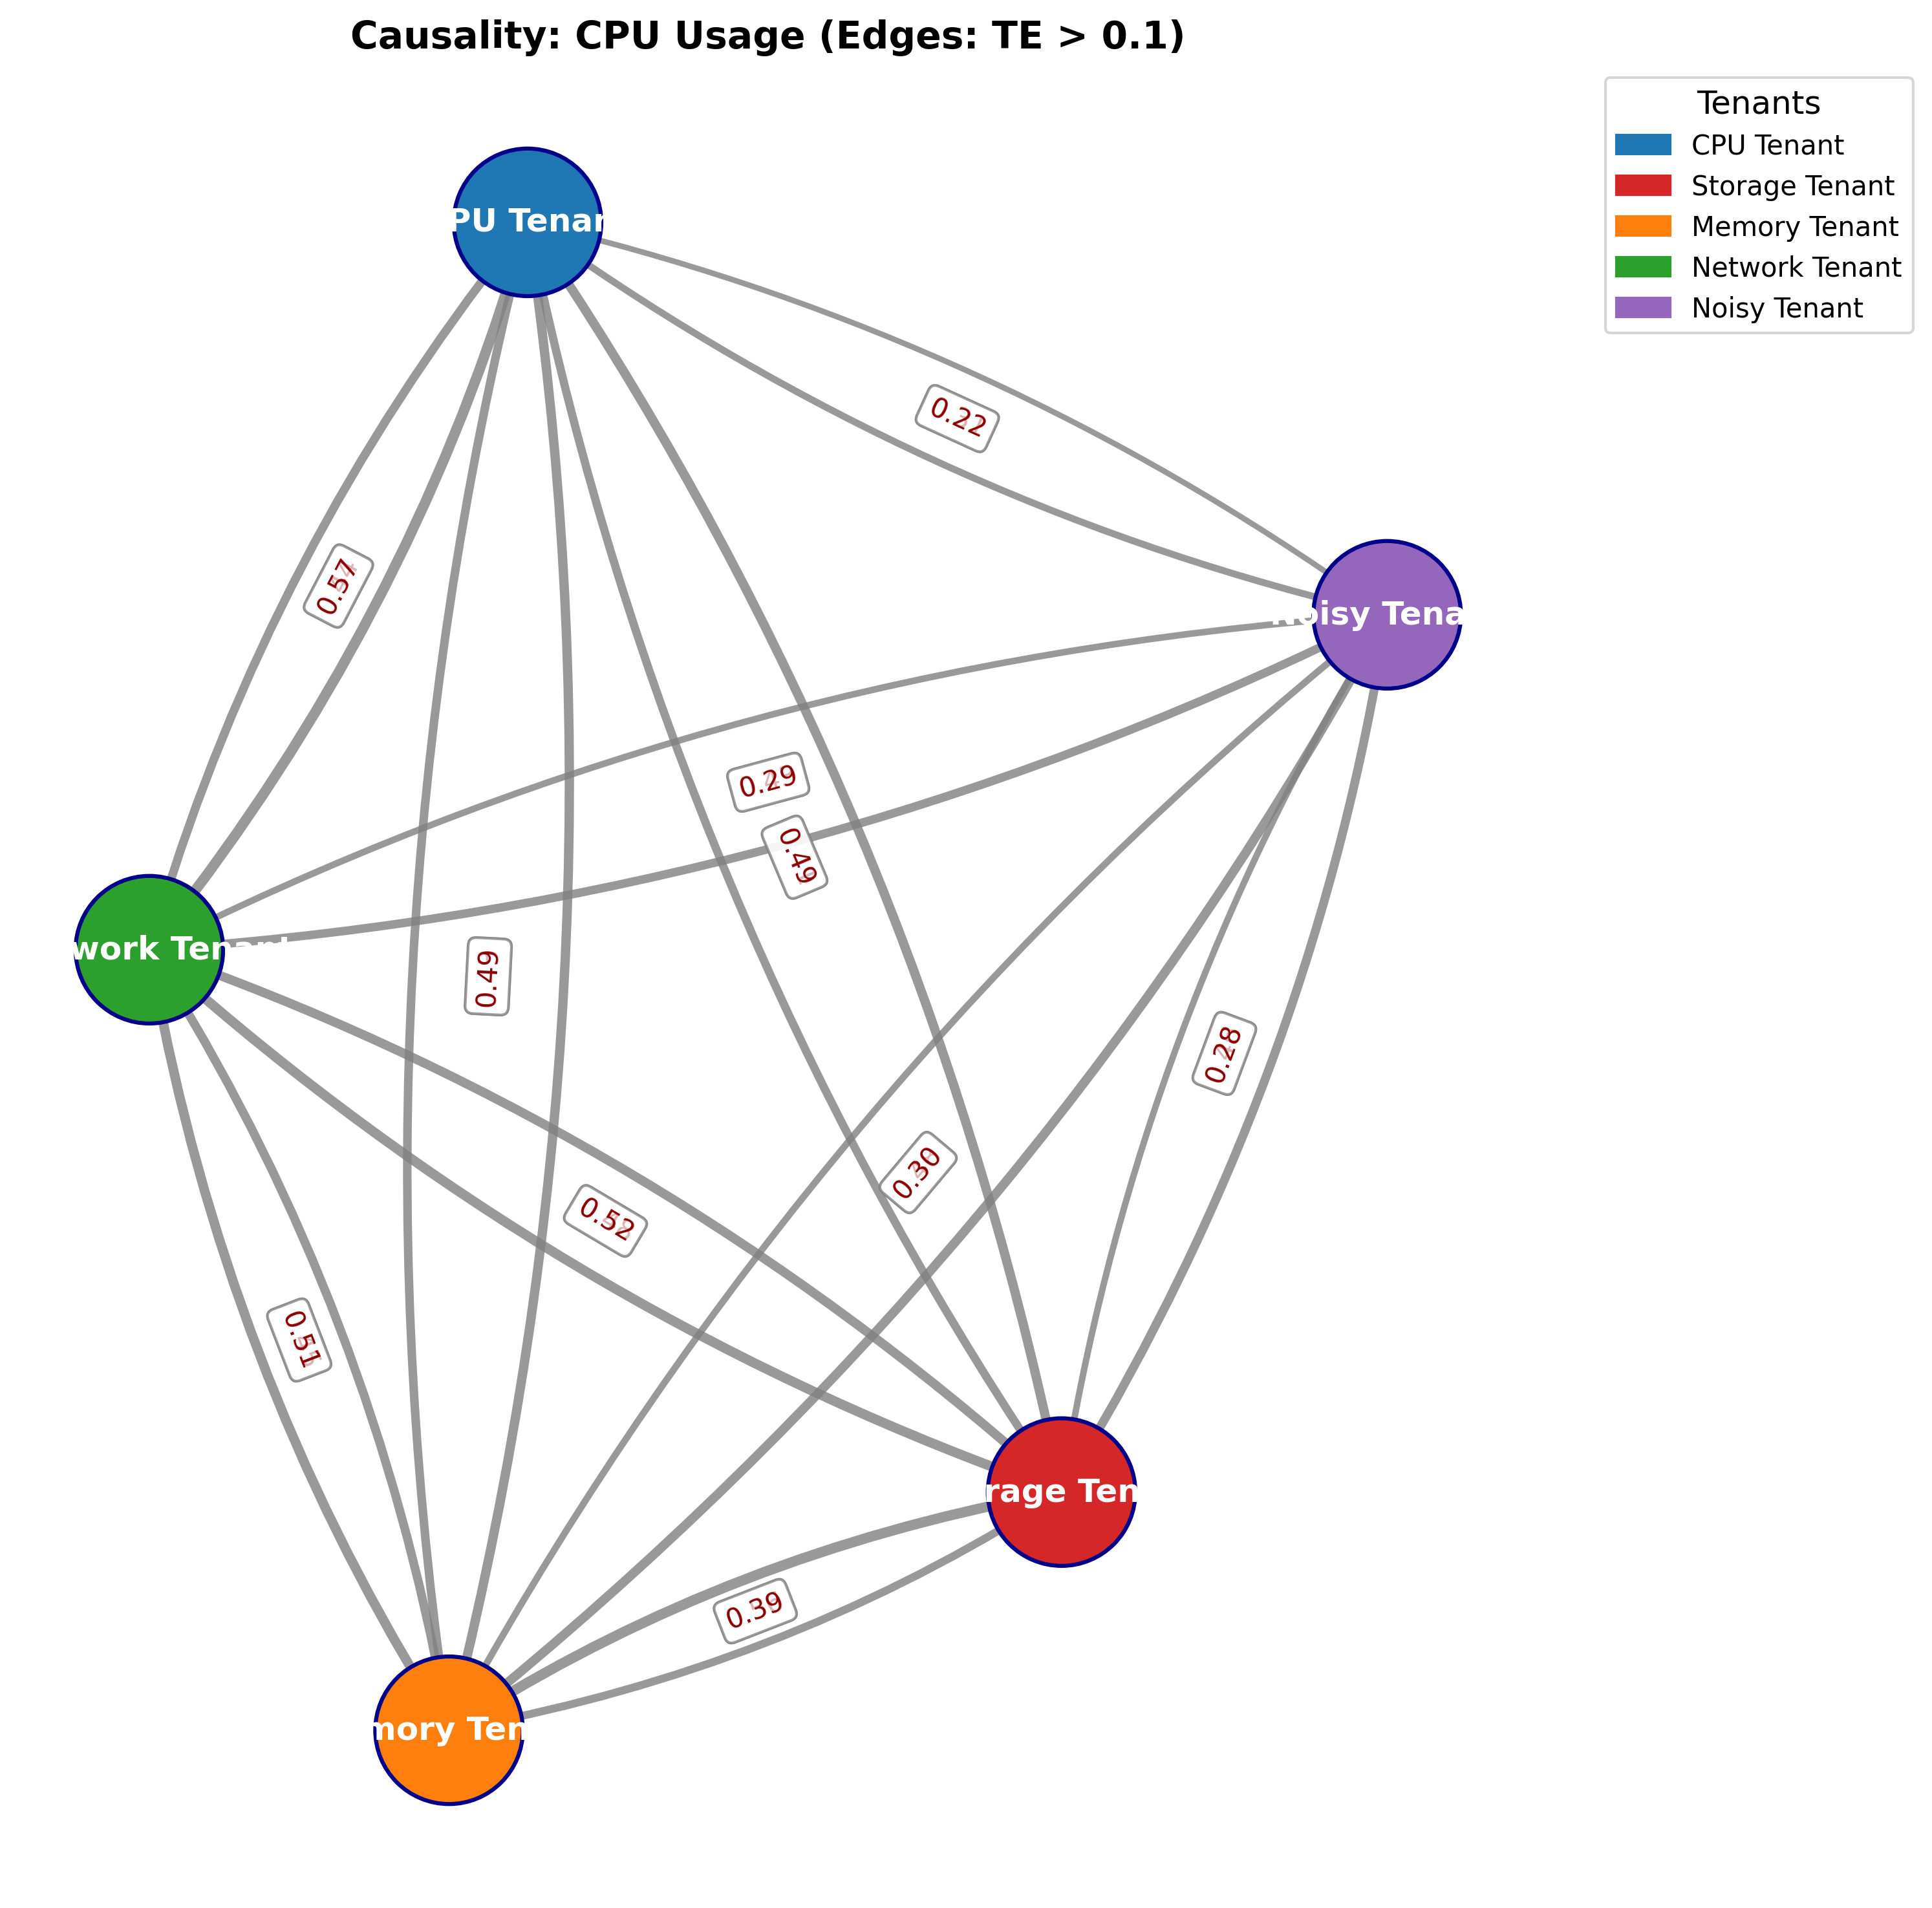 Causality: CPU Usage (Edges: TE > 0.1)
Tenants
CPU Tenant
Storage Tenant
Memory Tenant
Network Tenant
Noisy Tenant
PU Tenan
0.22
0.57
oisy Tena
0.29
0.49
work Tenant
0.49
0.28
0.30
0.52
0.51
rage Ten
0.39
mory Ten